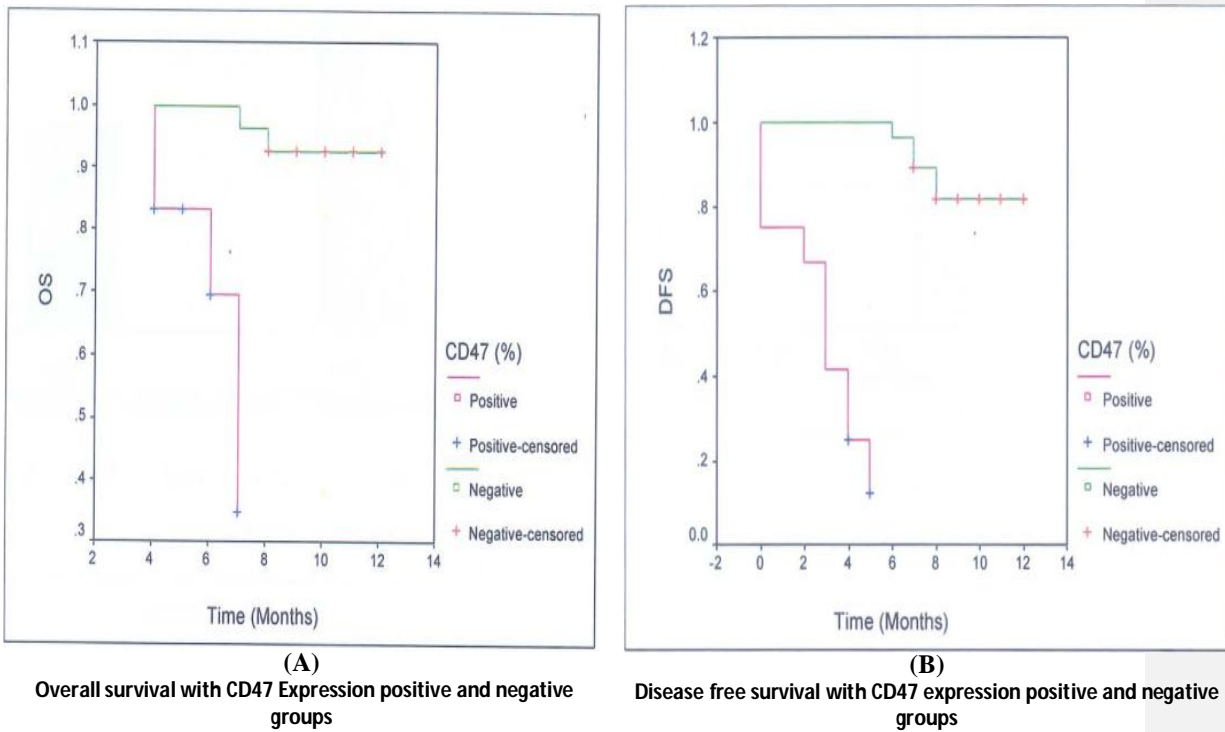 1.1
1.0
.9
.8
.7
.6
.5
.4
.3
OS
2 4 6 8 10 12 14
Time (Months)
CD47 (%)
Positive
Positive-censored
Negative
Negative-censored
(A)
Overall survival with CD47 Expression positive and negative
groups
1.2
1.0
.8
.6
.4
.2
0.0
DFS
-2 0 2 4 6 8 10 12 14
Time (Months)
CD47 (%)
Positive
Positive-censored
Negative
Negative-censored
(B)
Disease free survival with CD47 expression positive and negative
groups